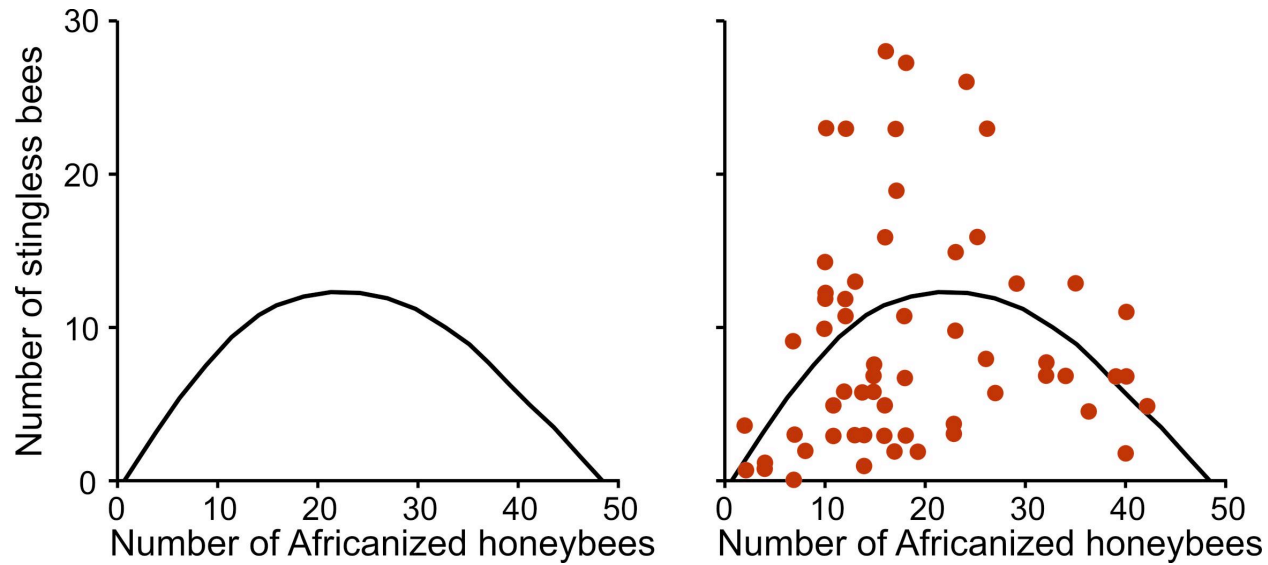 Number of stingless bees
30
20
10
0
0 10 20 30 40 50
Number of Africanized honeybees
0 10 20 30 40 50
Number of Africanized honeybees